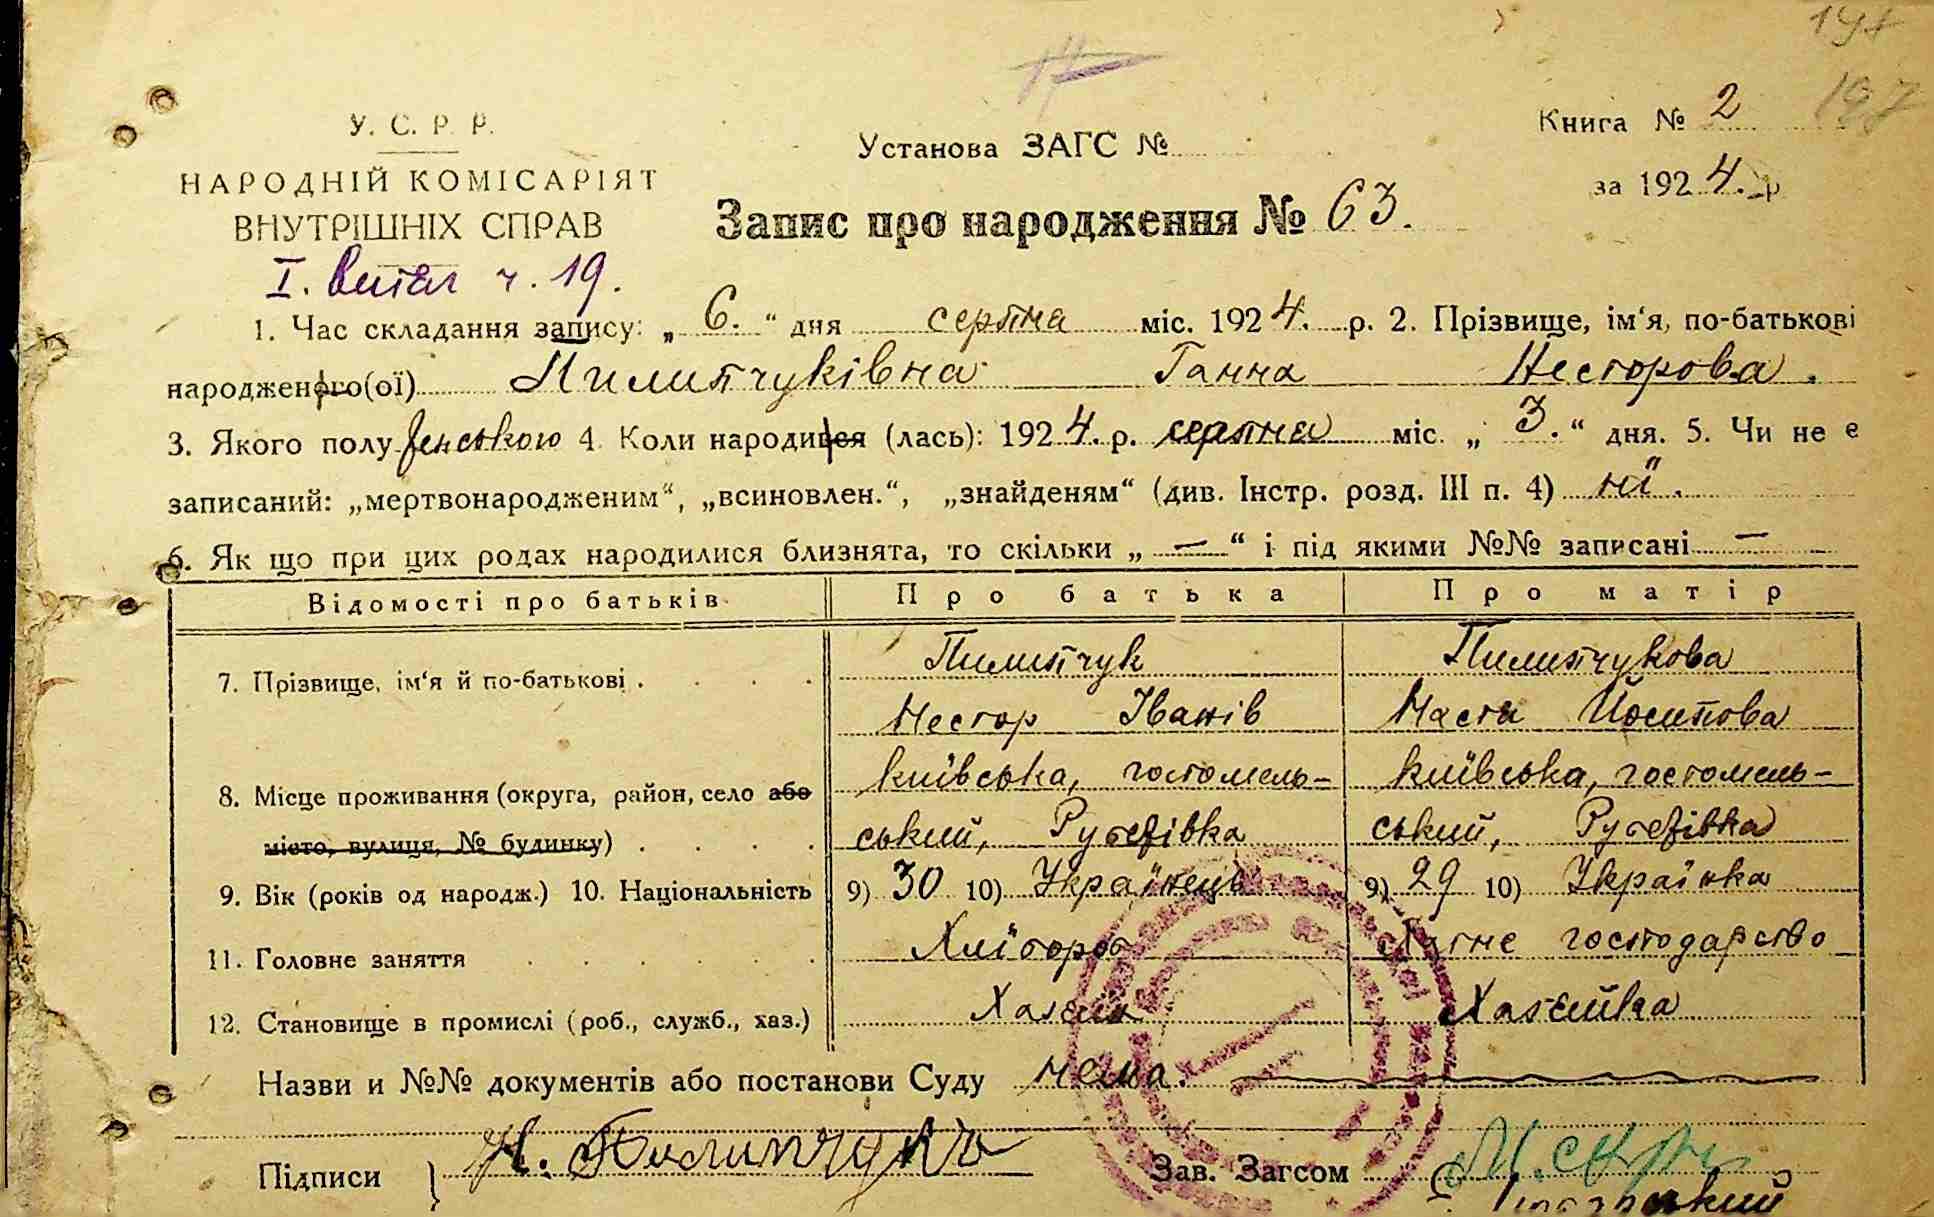 197
197
У. С. Р. Р.
НАРОДНІЙ КОМІСАРІЯТ
ВНУТРІШНІХ СПРАВ
I. витяг ч. 19.
Установа ЗАГС №
Книга № 2
за 1924. р
Запис про народження № 63.
1. Час складання запису: „ 6. “ дня серпня міс. 1924. р. 2. Прізвище, ім‘я, по-батькові
народженого(ої) Пилипчуківна Ганна Несторова.
3. Якого полу женського 4. Коли народився (лась): 1924. р. серпня міс. „ 3. “ дня. 5. Чи не є
записаний: „мертвонародженим“, „всиновлен.“, „знайденям“ (див. Інстр. розд. III п. 4) ні.
6. Як що при цих родах народилися близнята, то скільки „ — “ і під якими №№ записані —
Відомості про батьків Про батька Про матір
7. Прізвище, ім‘я й по-батькові . . . . Пилипчук Пилипчукова
Нестор Іванів Настя Йосипова
8. Місце проживання (округа, район, село або київська, гостомель- київська, гостомель-
місто, вулиця, № будинку) . . . . ський, Рубежівка ський, Рубежівка
9. Вік (років од народж.) 10. Національність 9) 30 10) Українець 9) 29 10) Українка
11. Головне заняття . . . . . Хлібороб хатнє господарство
12. Становище в промислі (роб., служб., хаз.) Хазяїн Хазяйка
Назви и №№ документів або постанови Суду нема.
Підписи } Н. Пилипчукъ Зав. Загсом